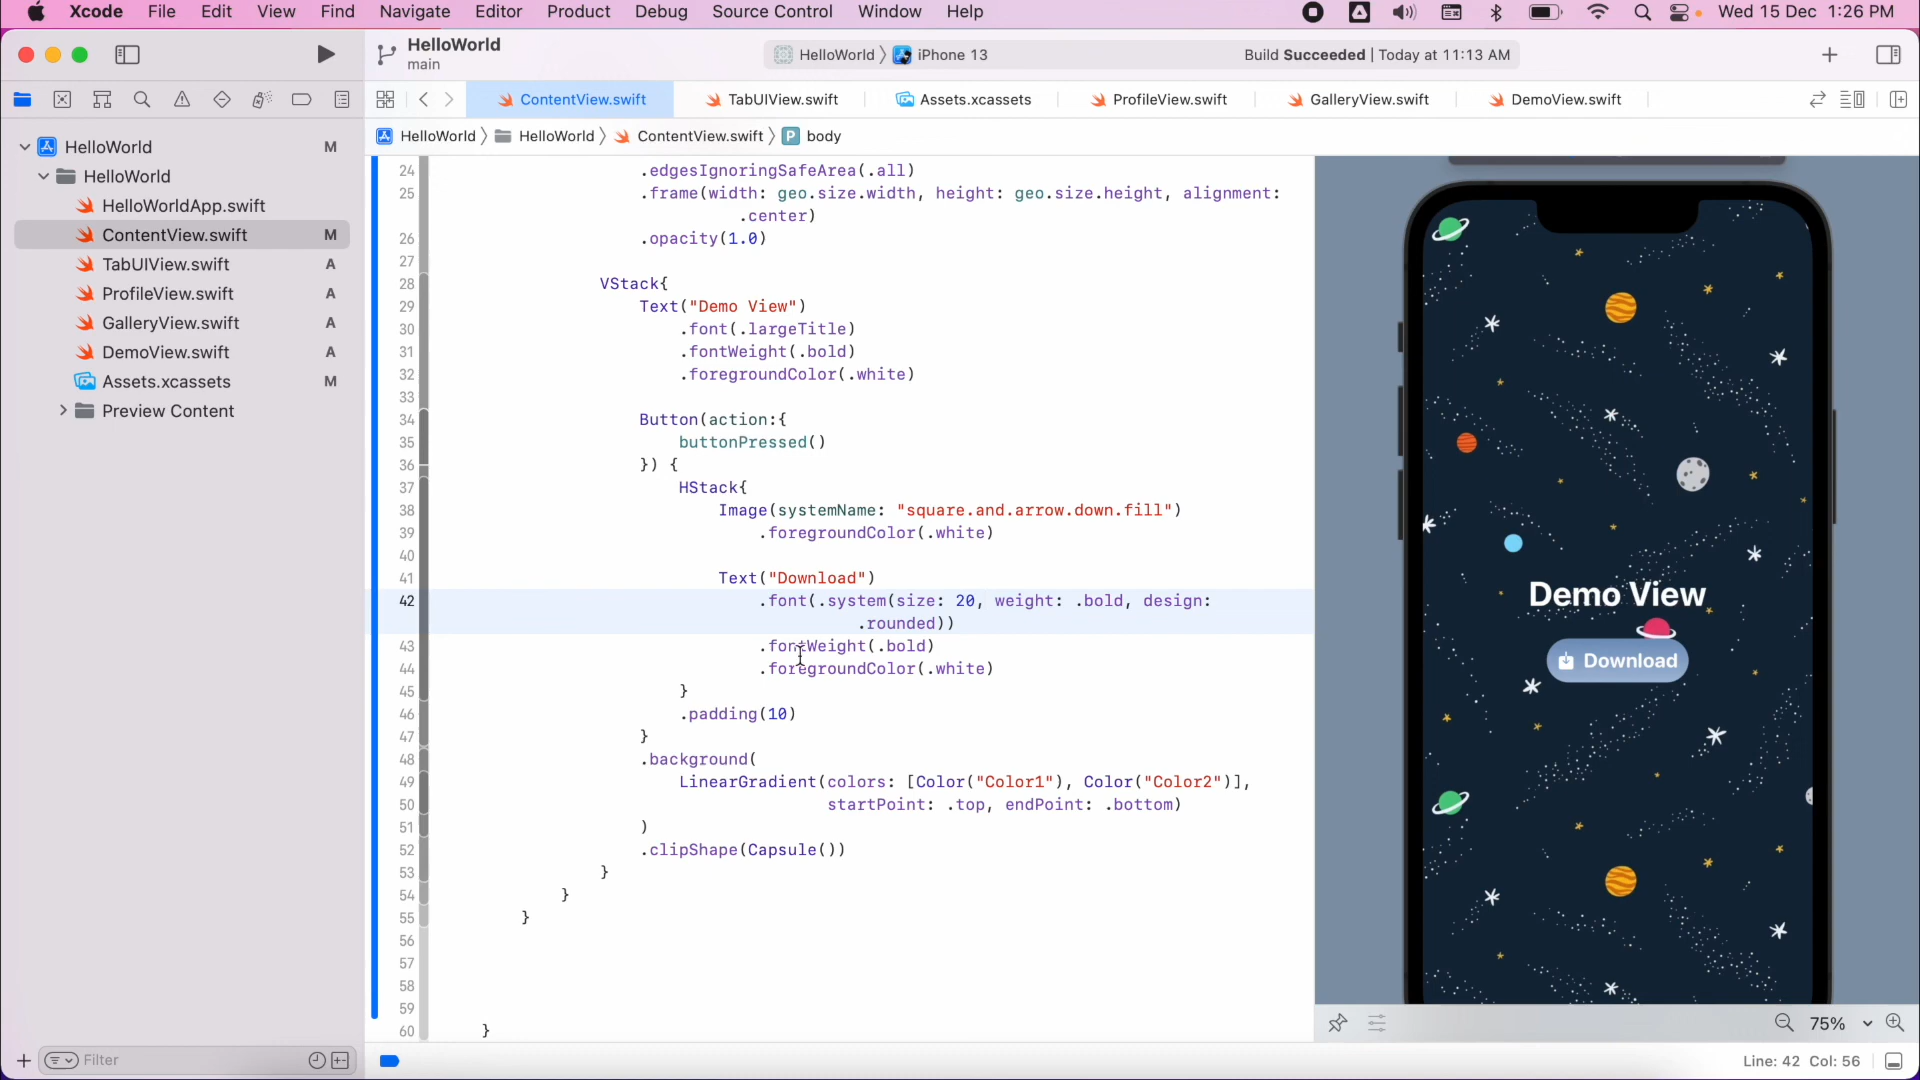 Xcode File Edit View Find Navigate Editor Product Debug Source Control Window Help Wed 15 Dec 1:26 PM
HelloWorld
main
HelloWorld iPhone 13 Build Succeeded | Today at 11:13 AM
ContentView.swift TabUIView.swift Assets.xcassets ProfileView.swift GalleryView.swift DemoView.swift
HelloWorld HelloWorld ContentView.swift P body
HelloWorld M
HelloWorld
HelloWorldApp.swift
ContentView.swift M
TabUIView.swift A
ProfileView.swift A
GalleryView.swift A
DemoView.swift A
Assets.xcassets M
Preview Content
Filter
24 .edgesIgnoringSafeArea(.all)
25 .frame(width: geo.size.width, height: geo.size.height, alignment:
.center)
26 .opacity(1.0)
27
28 VStack{
29 Text("Demo View")
30 .font(.largeTitle)
31 .fontWeight(.bold)
32 .foregroundColor(.white)
33
34 Button(action:{
35 buttonPressed()
36 }) {
37 HStack{
38 Image(systemName: "square.and.arrow.down.fill")
39 .foregroundColor(.white)
40
41 Text("Download")
42 .font(.system(size: 20, weight: .bold, design:
.rounded))
43 .fontWeight(.bold)
44 .foregroundColor(.white)
45 }
46 .padding(10)
47 }
48 .background(
49 LinearGradient(colors: [Color("Color1"), Color("Color2")],
50 startPoint: .top, endPoint: .bottom)
51 )
52 .clipShape(Capsule())
53 }
54 }
55 }
56
57
58
59
60 }
Demo View
Download
75%
Line: 42 Col: 56